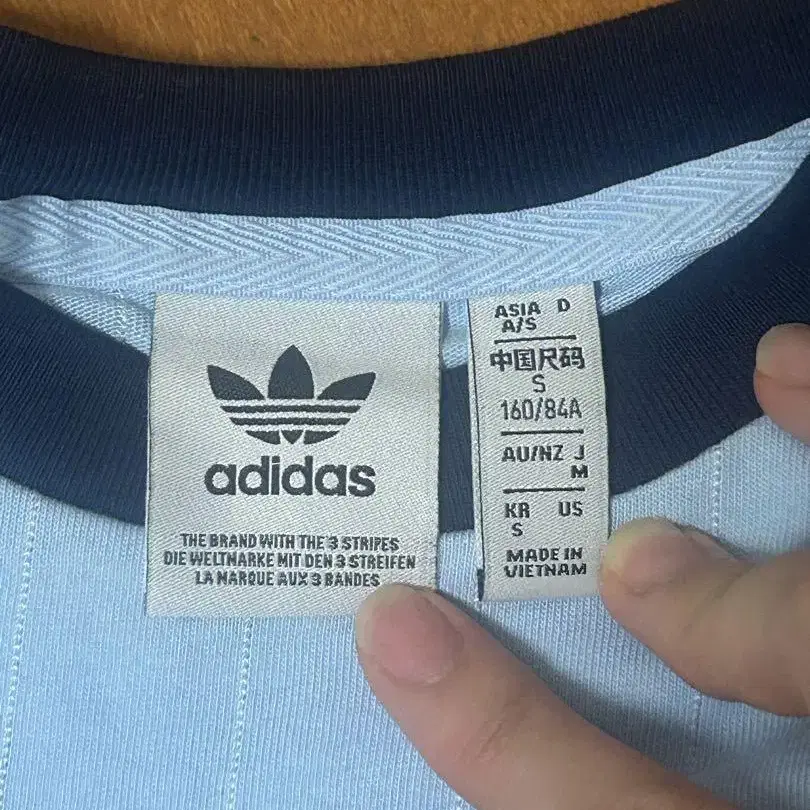 adidas
THE BRAND WITH THE 3 STRIPES
DIE WELTMARKE MIT DEN 3 STREIFEN
LA MARQUE AUX 3 BANDES
ASIA D
A/S
中国尺码
S
160/84A
AU/NZ J
M
KR US
S
MADE IN
VIETNAM